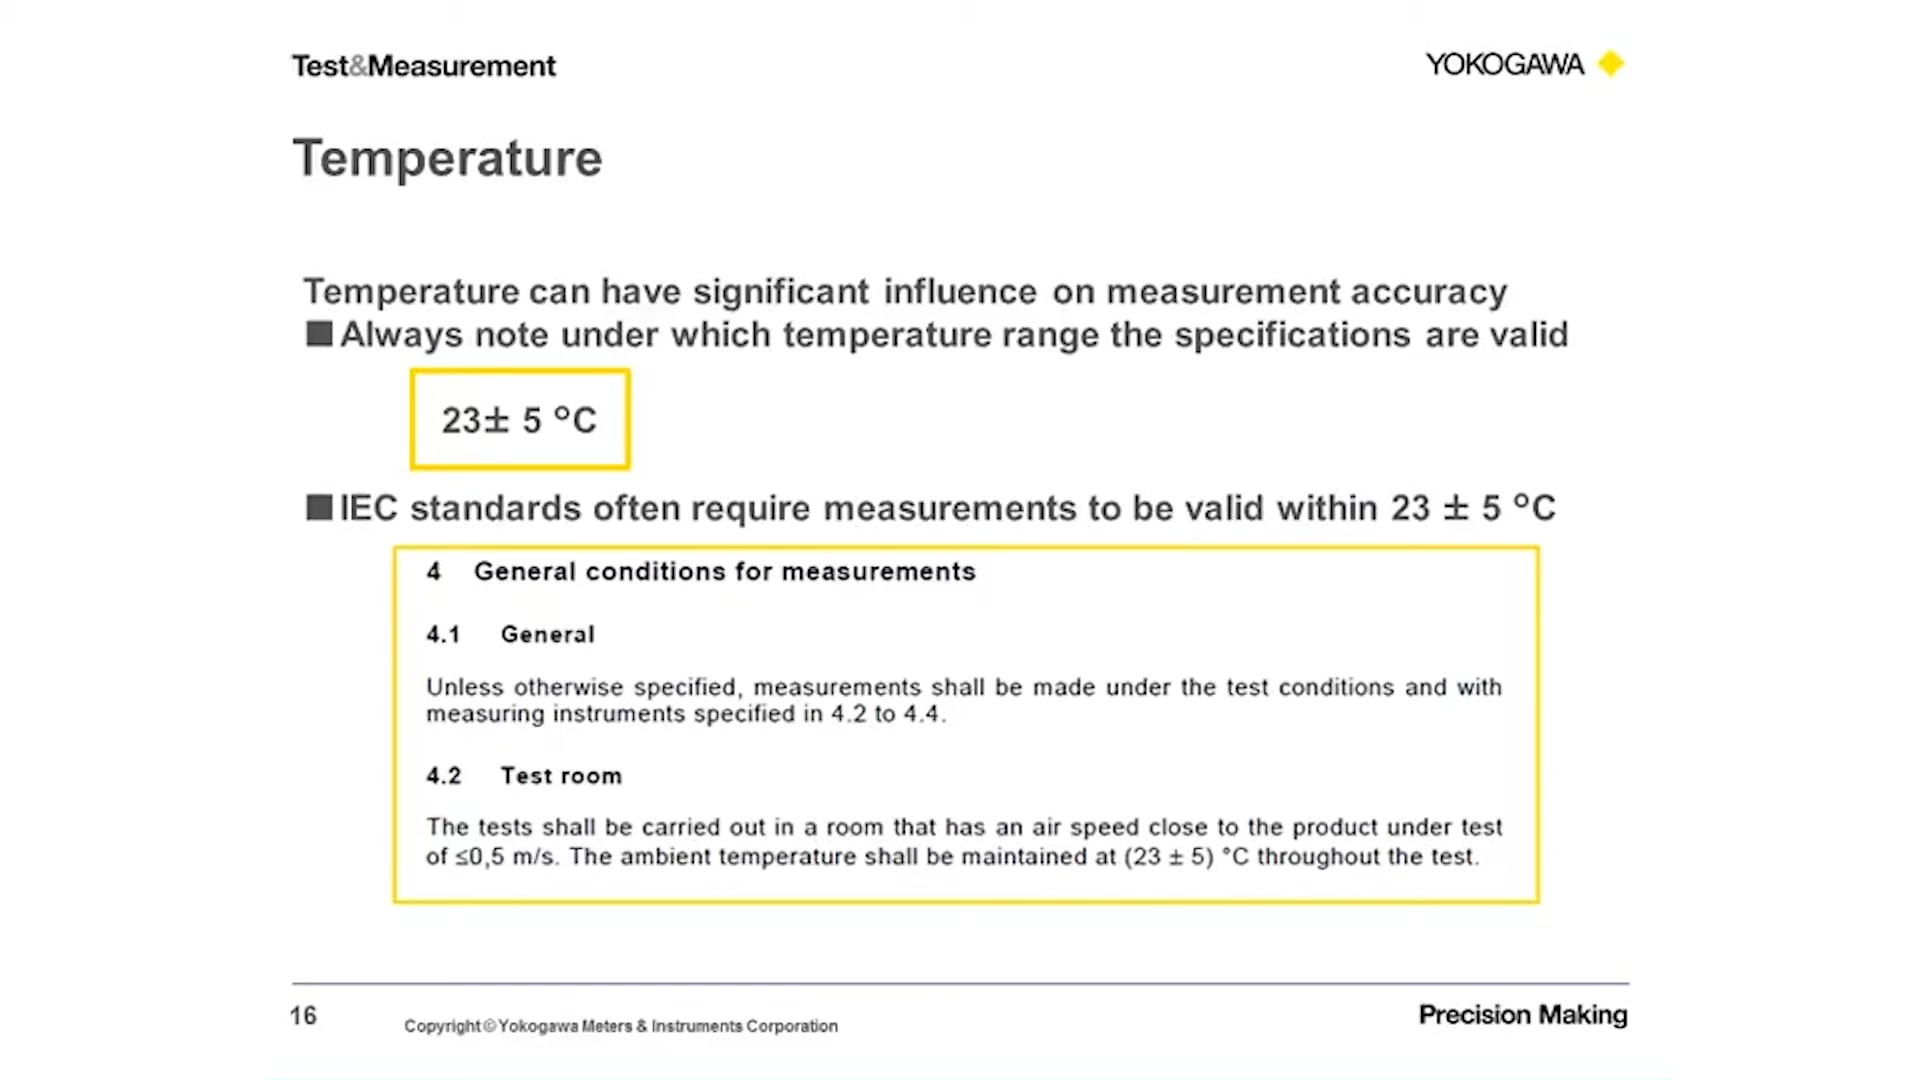 Test&Measurement
YOKOGAWA
Temperature
Temperature can have significant influence on measurement accuracy
■ Always note under which temperature range the specifications are valid
23± 5 °C
■ IEC standards often require measurements to be valid within 23 ± 5 °C
4 General conditions for measurements
4.1 General
Unless otherwise specified, measurements shall be made under the test conditions and with
measuring instruments specified in 4.2 to 4.4.
4.2 Test room
The tests shall be carried out in a room that has an air speed close to the product under test
of ≤0,5 m/s. The ambient temperature shall be maintained at (23 ± 5) °C throughout the test.
16
Copyright © Yokogawa Meters & Instruments Corporation
Precision Making